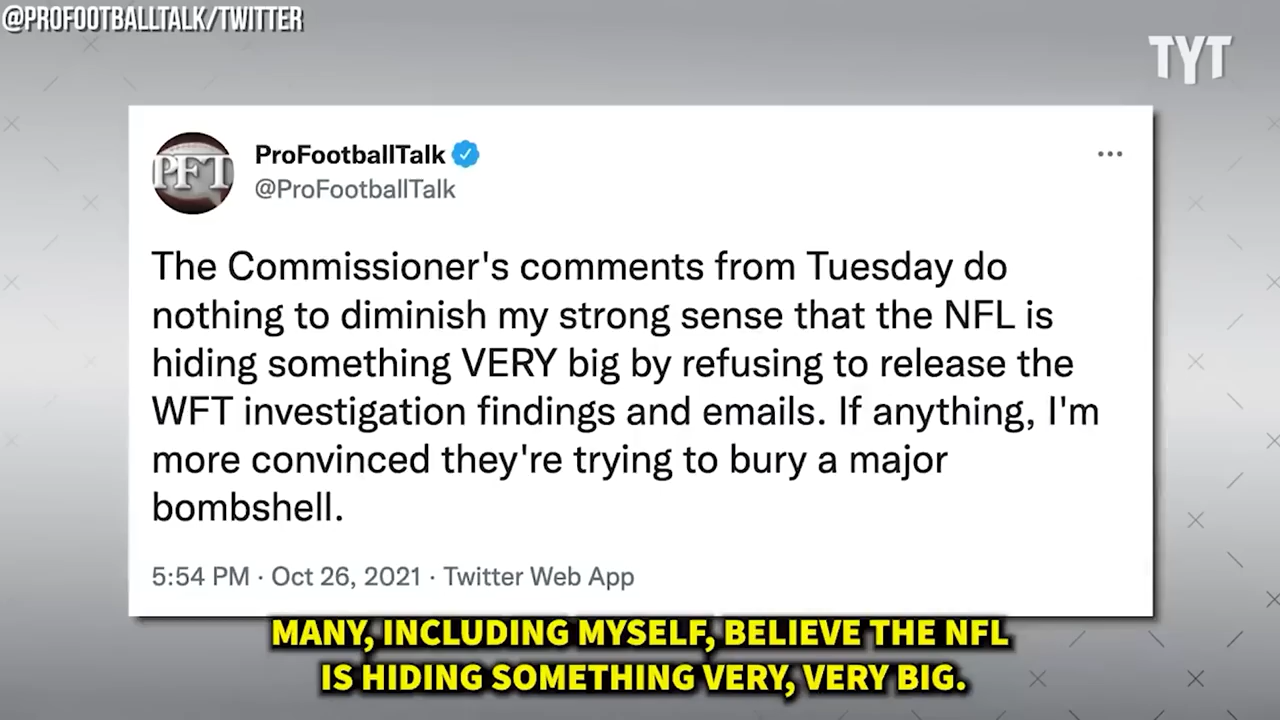 @PROFOOTBALLTALK/TWITTER
TYT
PFT
ProFootballTalk
@ProFootballTalk
The Commissioner's comments from Tuesday do
nothing to diminish my strong sense that the NFL is
hiding something VERY big by refusing to release the
WFT investigation findings and emails. If anything, I'm
more convinced they're trying to bury a major
bombshell.
5:54 PM · Oct 26, 2021 · Twitter Web App
MANY, INCLUDING MYSELF, BELIEVE THE NFL
IS HIDING SOMETHING VERY, VERY BIG.